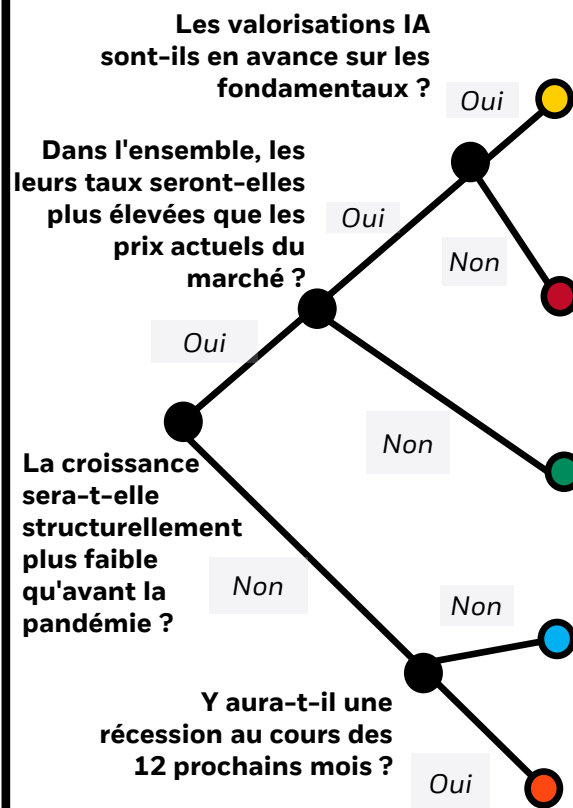 Les valorisations IA
sont-ils en avance sur les
fondamentaux ?
Oui
Dans l'ensemble, les
leurs taux seront-elles
plus élevées que les
prix actuels du
marché ?
Oui
Non
Oui
Non
La croissance
sera-t-elle
structurellement
plus faible
qu'avant la
pandémie ?
Non
Non
Y aura-t-il une
récession au cours des
12 prochains mois ?
Oui